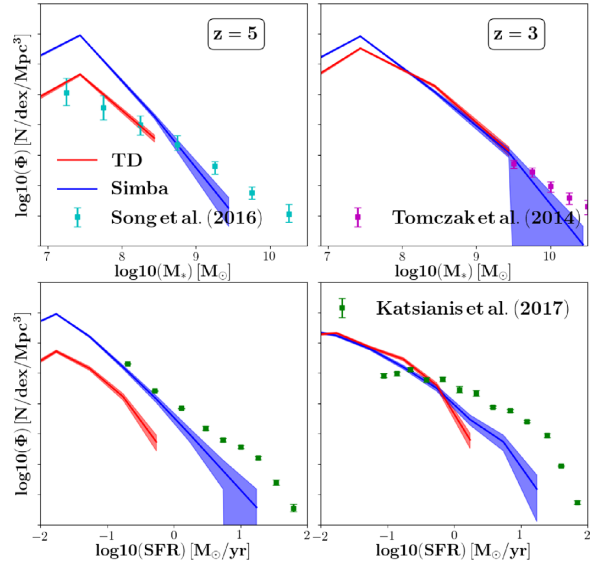 z = 5
z = 3
log10(Φ) [N/dex/Mpc³]
TD
Simba
Song et al. (2016)
Tomczak et al. (2014)
7 8 9 10
7 8 9 10
log10(M*) [M⊙]
log10(M*) [M⊙]
Katsianis et al. (2017)
log10(Φ) [N/dex/Mpc³]
−2 −1 0 1 2
−2 −1 0 1 2
log10(SFR) [M⊙/yr]
log10(SFR) [M⊙/yr]